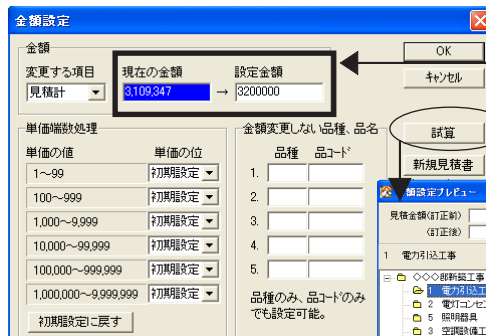 金額設定
金額
変更する項目 現在の金額 設定金額
見積計 3,109,347 → 3200000
OK
キャンセル
試算
新規見積書
単価端数処理
単価の値 単価の位
1～99 初期設定
100～999 初期設定
1,000～9,999 初期設定
10,000～99,999 初期設定
100,000～999,999 初期設定
1,000,000～9,999,999 初期設定
初期設定に戻す
金額変更しない品種、品名
品種 品コード
1.
2.
3.
4.
5.
品種のみ、品コードのみ
でも設定可能。
額設定プレビュー
見積金額(訂正前)
(訂正後)
1 電力引込工事
◇◇◇邸新築工事
1 電力引込工
2 電灯コンセ
5 照明器具
3 空調設備工